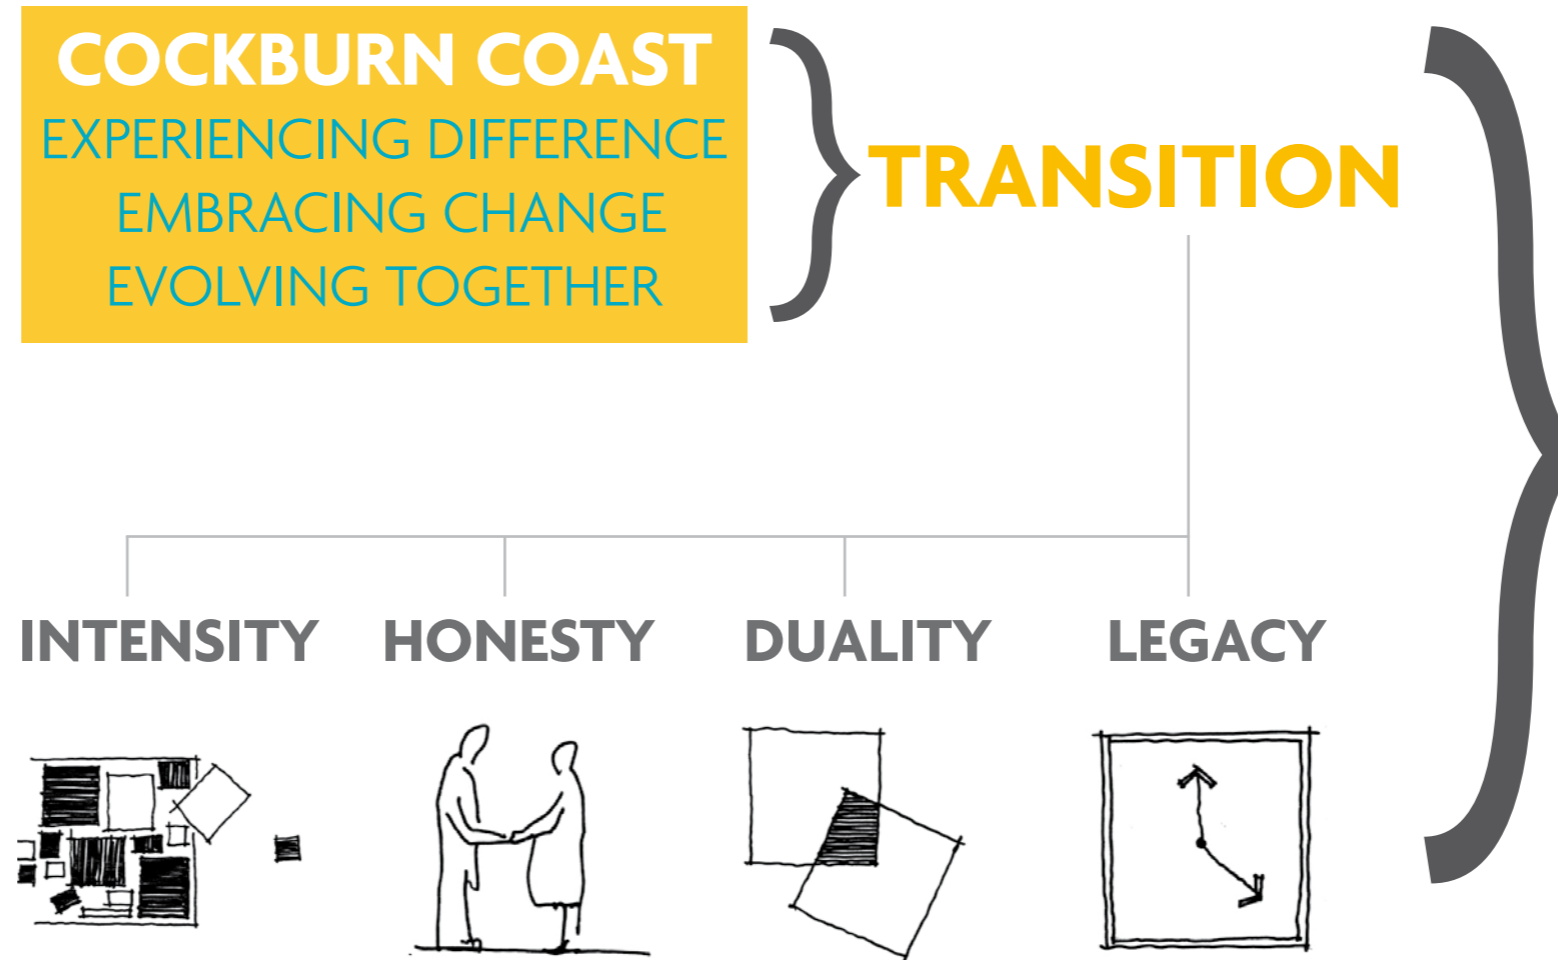 COCKBURN COAST
EXPERIENCING DIFFERENCE
EMBRACING CHANGE
EVOLVING TOGETHER
TRANSITION
INTENSITY
HONESTY
DUALITY
LEGACY